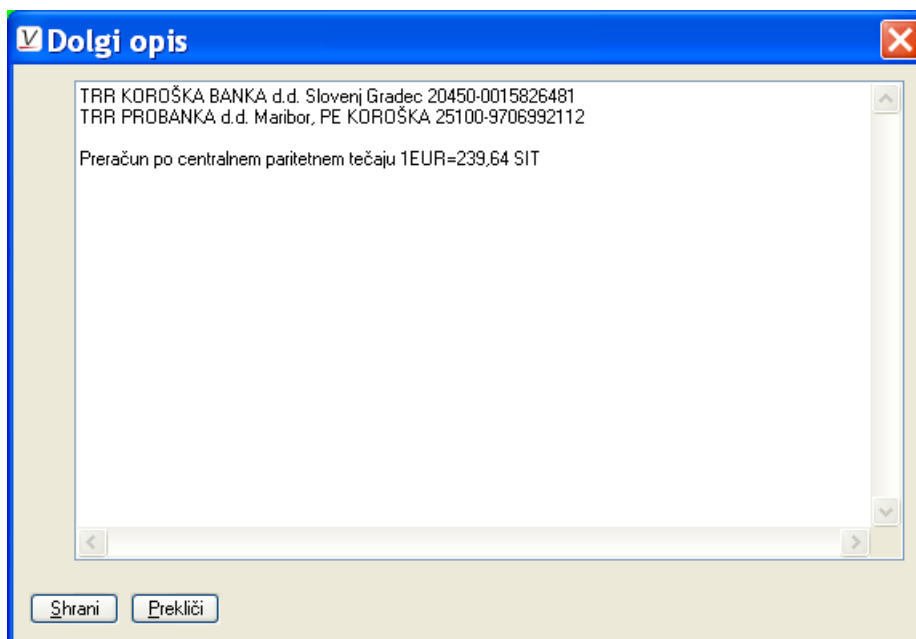 Dolgi opis
TRR KOROŠKA BANKA d.d. Slovenj Gradec 20450-0015826481
TRR PROBANKA d.d. Maribor, PE KOROŠKA 25100-9706992112
Preračun po centralnem paritetnem tečaju 1EUR=239,64 SIT
Shrani Prekliči